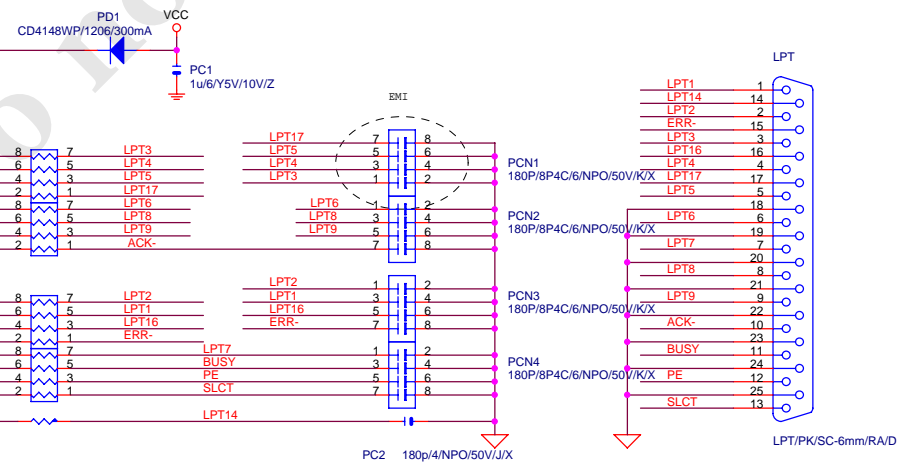 PD1
VCC
CD4148WP/1206/300mA
PC1
1u/6/Y5V/10V/Z
EMI
LPT
8 7 LPT3
6 5 LPT4
4 3 LPT5
2 1 LPT17
8 7 LPT6
6 5 LPT8
4 3 LPT9
2 1 ACK-
8 7 LPT2
6 5 LPT1
4 3 LPT16
2 1 ERR-
8 7 LPT7
6 5 BUSY
4 3 PE
2 1 SLCT
LPT14
LPT17 7 8
LPT5 5 6
LPT4 3 4
LPT3 1 2
PCN1
180P/8P4C/6/NPO/50V/K/X
LPT6 1 2
LPT8 3 4
LPT9 5 6
7 8
PCN2
180P/8P4C/6/NPO/50V/K/X
LPT2 1 2
LPT1 3 4
LPT16 5 6
ERR- 7 8
PCN3
180P/8P4C/6/NPO/50V/K/X
1 2
3 4
5 6
7 8
PCN4
180P/8P4C/6/NPO/50V/K/X
PC2 180p/4/NPO/50V/J/X
LPT1 1
LPT14 14
LPT2 2
ERR- 15
LPT3 3
LPT16 16
LPT4 4
LPT17 17
LPT5 5
18
LPT6 6
19
LPT7 7
20
LPT8 8
21
LPT9 9
22
ACK- 10
23
BUSY 11
24
PE 12
25
SLCT 13
LPT/PK/SC-6mm/RA/D